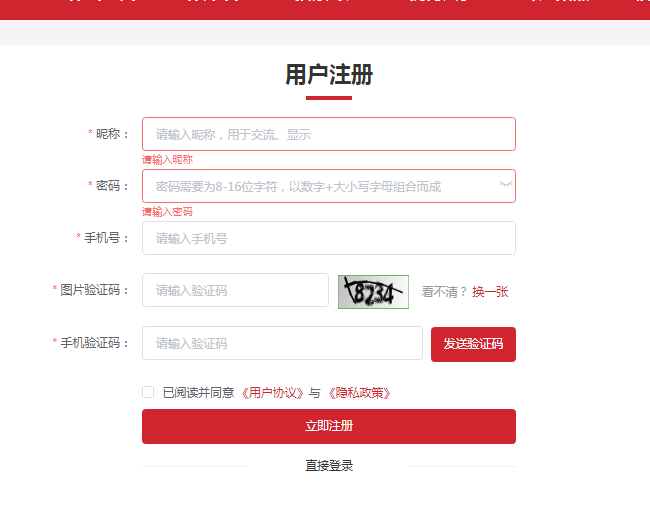 用户注册
* 昵称： 请输入昵称，用于交流、显示
请输入昵称
* 密码： 密码需要为8-16位字符，以数字+大小写字母组合而成
请输入密码
* 手机号： 请输入手机号
* 图片验证码： 请输入验证码 8234 看不清？ 换一张
* 手机验证码： 请输入验证码 发送验证码
已阅读并同意 《用户协议》与 《隐私政策》
立即注册
直接登录